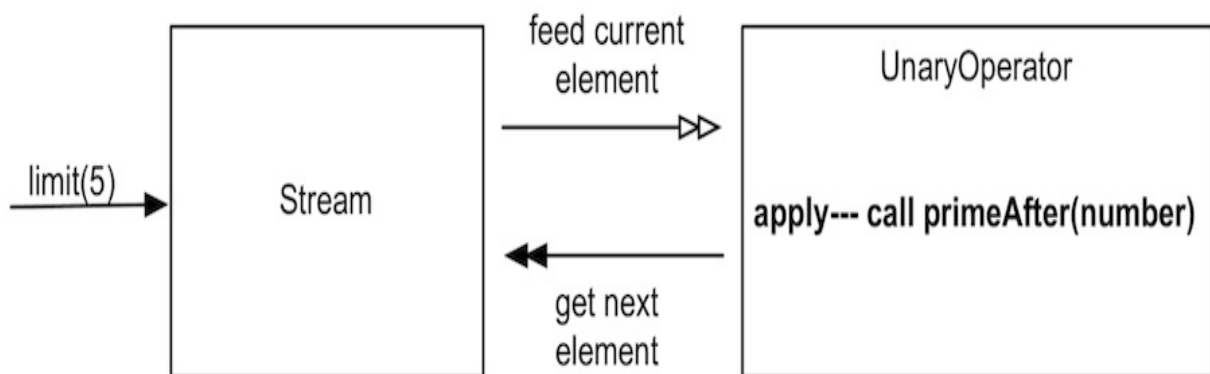 feed current
element
UnaryOperator
limit(5)
Stream
apply--- call primeAfter(number)
get next
element